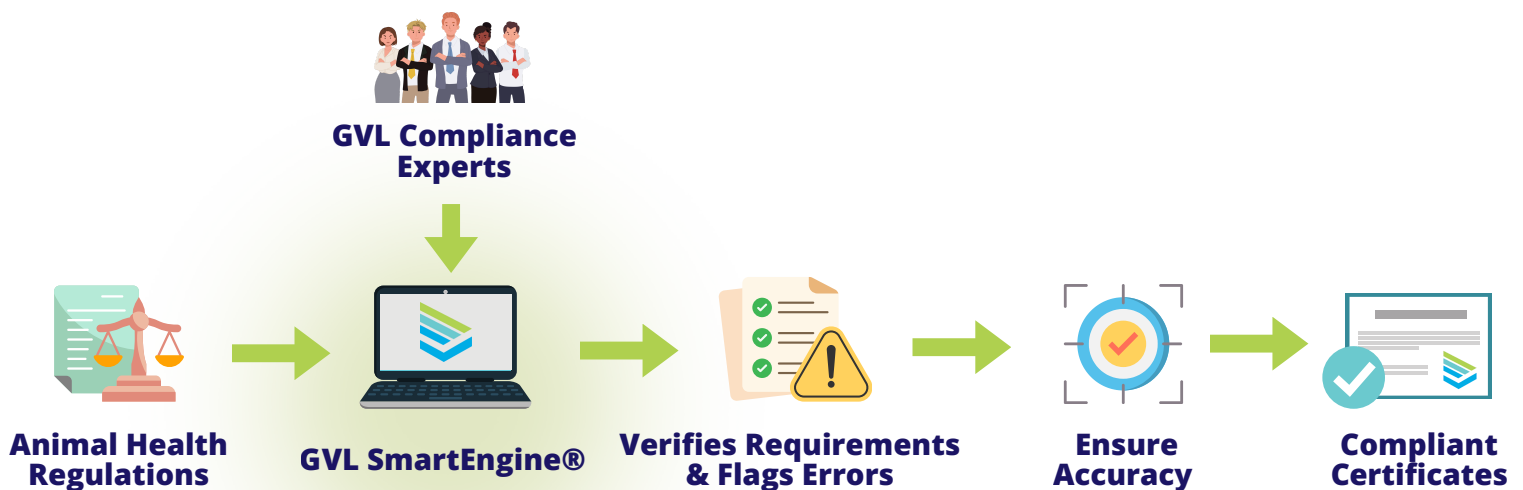 GVL Compliance
Experts
Animal Health
Regulations
GVL SmartEngine®
Verifies Requirements
& Flags Errors
Ensure
Accuracy
Compliant
Certificates